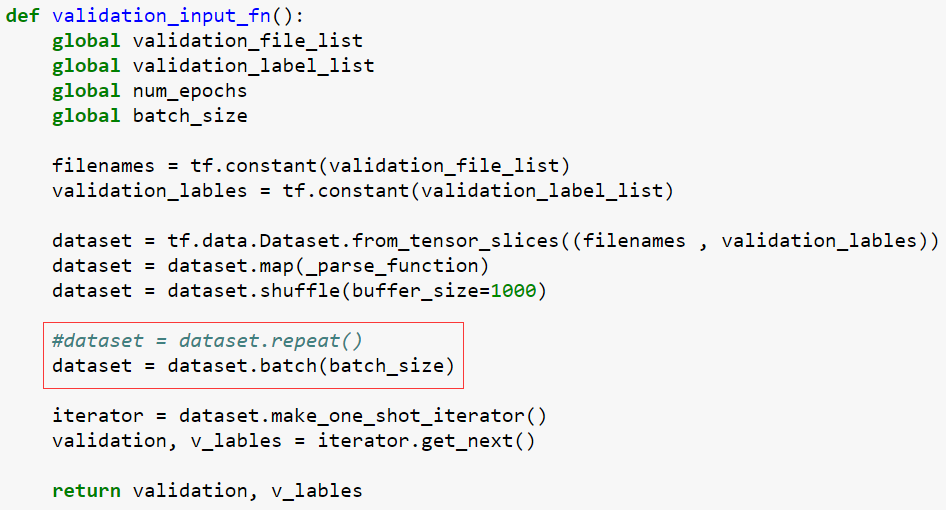 def validation_input_fn():
    global validation_file_list
    global validation_label_list
    global num_epochs
    global batch_size
    filenames = tf.constant(validation_file_list)
    validation_lables = tf.constant(validation_label_list)
    dataset = tf.data.Dataset.from_tensor_slices((filenames , validation_lables))
    dataset = dataset.map(_parse_function)
    dataset = dataset.shuffle(buffer_size=1000)
    #dataset = dataset.repeat()
    dataset = dataset.batch(batch_size)
    iterator = dataset.make_one_shot_iterator()
    validation, v_lables = iterator.get_next()
    return validation, v_lables